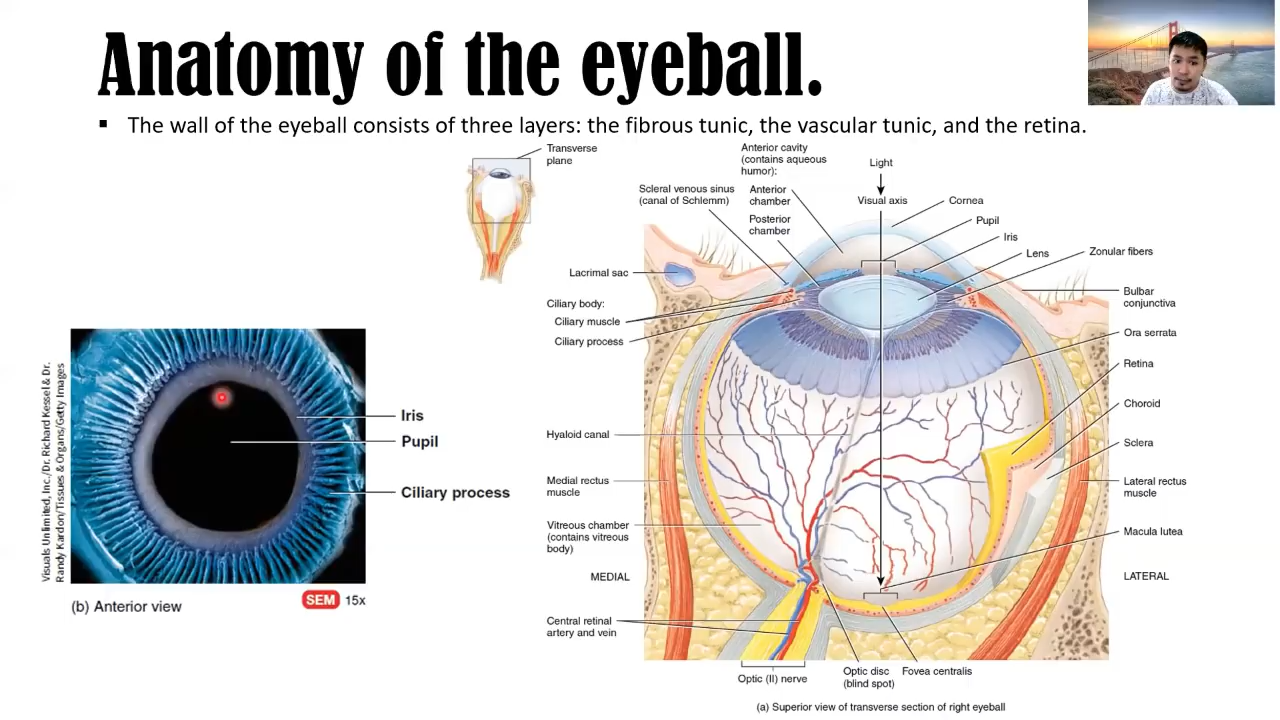 Anatomy of the eyeball.
▪ The wall of the eyeball consists of three layers: the fibrous tunic, the vascular tunic, and the retina.
Transverse
plane
Anterior cavity
(contains aqueous
humor):
Anterior
chamber
Posterior
chamber
Light
Visual axis
Scleral venous sinus
(canal of Schlemm)
Cornea
Pupil
Iris
Lens
Zonular fibers
Lacrimal sac
Ciliary body:
Ciliary muscle
Ciliary process
Bulbar
conjunctiva
Ora serrata
Retina
Choroid
Sclera
Hyaloid canal
Medial rectus
muscle
Vitreous chamber
(contains vitreous
body)
MEDIAL
Central retinal
artery and vein
Lateral rectus
muscle
Macula lutea
LATERAL
Optic (II) nerve
Optic disc
(blind spot)
Fovea centralis
(a) Superior view of transverse section of right eyeball
Visuals Unlimited, Inc./Dr. Richard Kessel & Dr.
Randy Kardon/Tissues & Organs/Getty Images
Iris
Pupil
Ciliary process
(b) Anterior view
SEM 15x